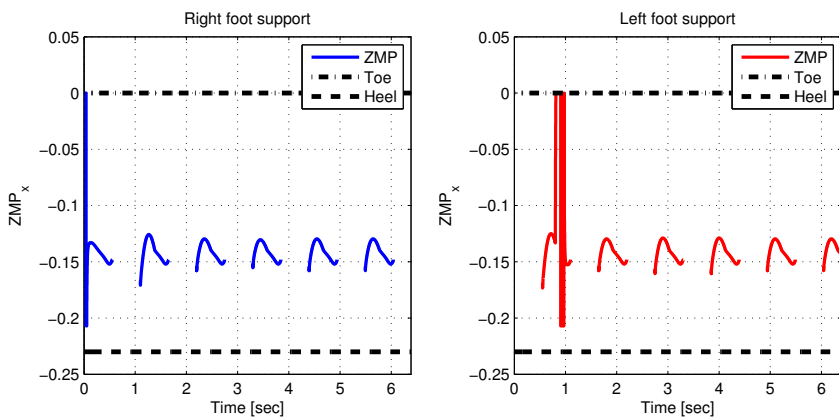 Right foot support
0.05
0
−0.05
−0.1
−0.15
−0.2
−0.25
ZMPx
0 1 2 3 4 5 6
Time [sec]
ZMP
Toe
Heel
Left foot support
0.05
0
−0.05
−0.1
−0.15
−0.2
−0.25
ZMPx
0 1 2 3 4 5 6
Time [sec]
ZMP
Toe
Heel